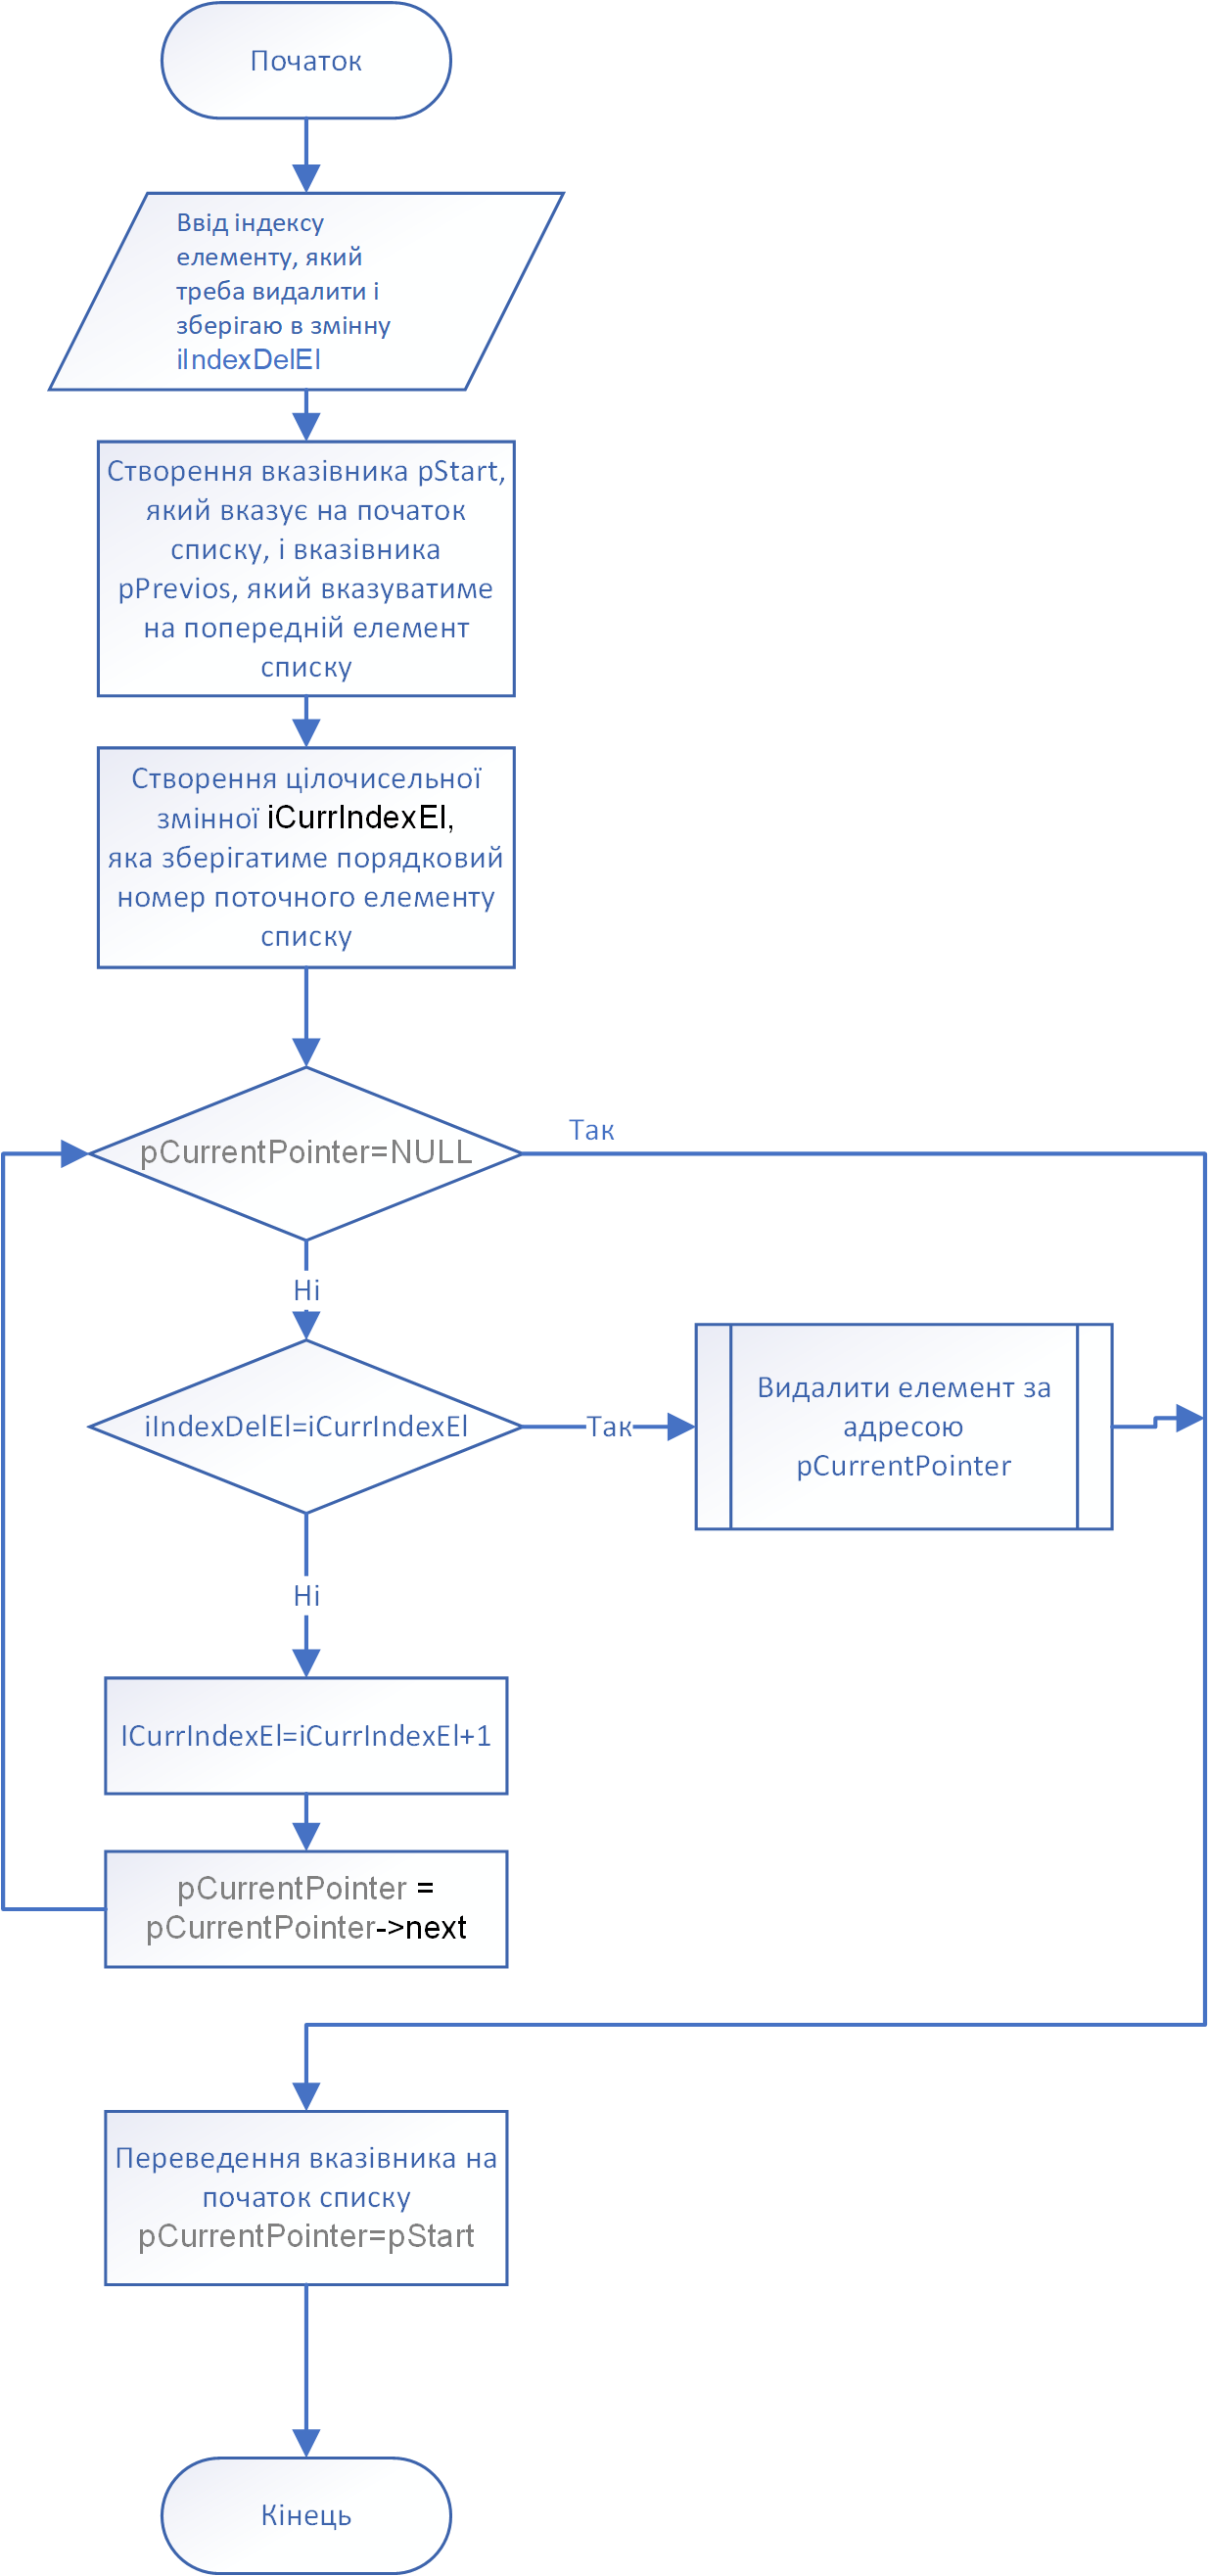 Початок
Ввід індексу
елементу, який
треба видалити і
зберігаю в змінну
iIndexDelEl
Створення вказівника pStart,
який вказує на початок
списку, і вказівника
pPrevios, який вказуватиме
на попередній елемент
списку
Створення цілочисельної
змінної iCurrIndexEl,
яка зберігатиме порядковий
номер поточного елементу
списку
pCurrentPointer=NULL
Так
Ні
iIndexDelEl=iCurrIndexEl
Так
Видалити елемент за
адресою
pCurrentPointer
Ні
ICurrIndexEl=iCurrIndexEl+1
pCurrentPointer =
pCurrentPointer->next
Переведення вказівника на
початок списку
pCurrentPointer=pStart
Кінець